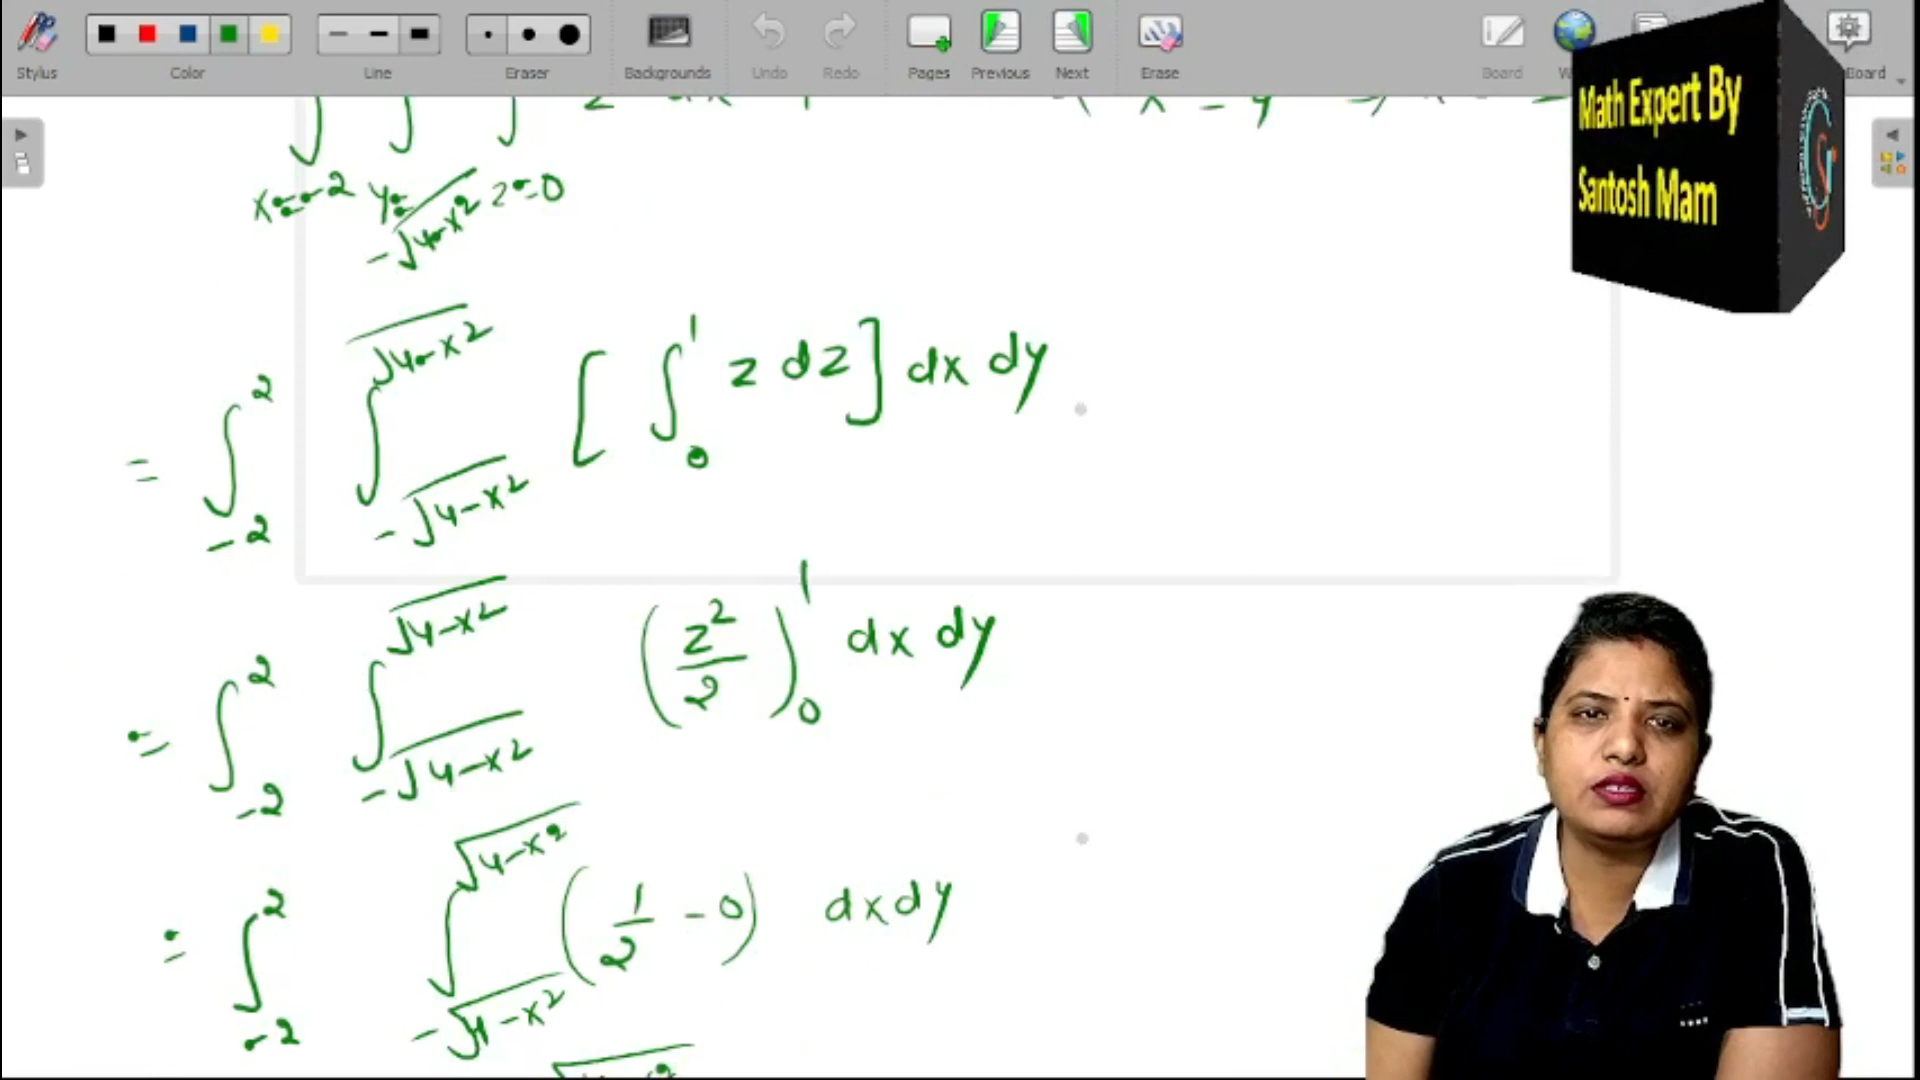 Stylus Color Line Eraser Backgrounds Undo Redo Pages Previous Next Erase Board Board
Math Expert By
Santosh Mam
x=-2 y=-√4-x² z=0
= ∫_{-2}^{2} ∫_{-√4-x²}^{√4-x²} [ ∫_0^1 z dz ] dx dy
= ∫_{-2}^{2} ∫_{-√4-x²}^{√4-x²} (z²/2)_0^1 dx dy
= ∫_{-2}^{2} ∫_{-√4-x²}^{√4-x²} (1/2 - 0) dxdy